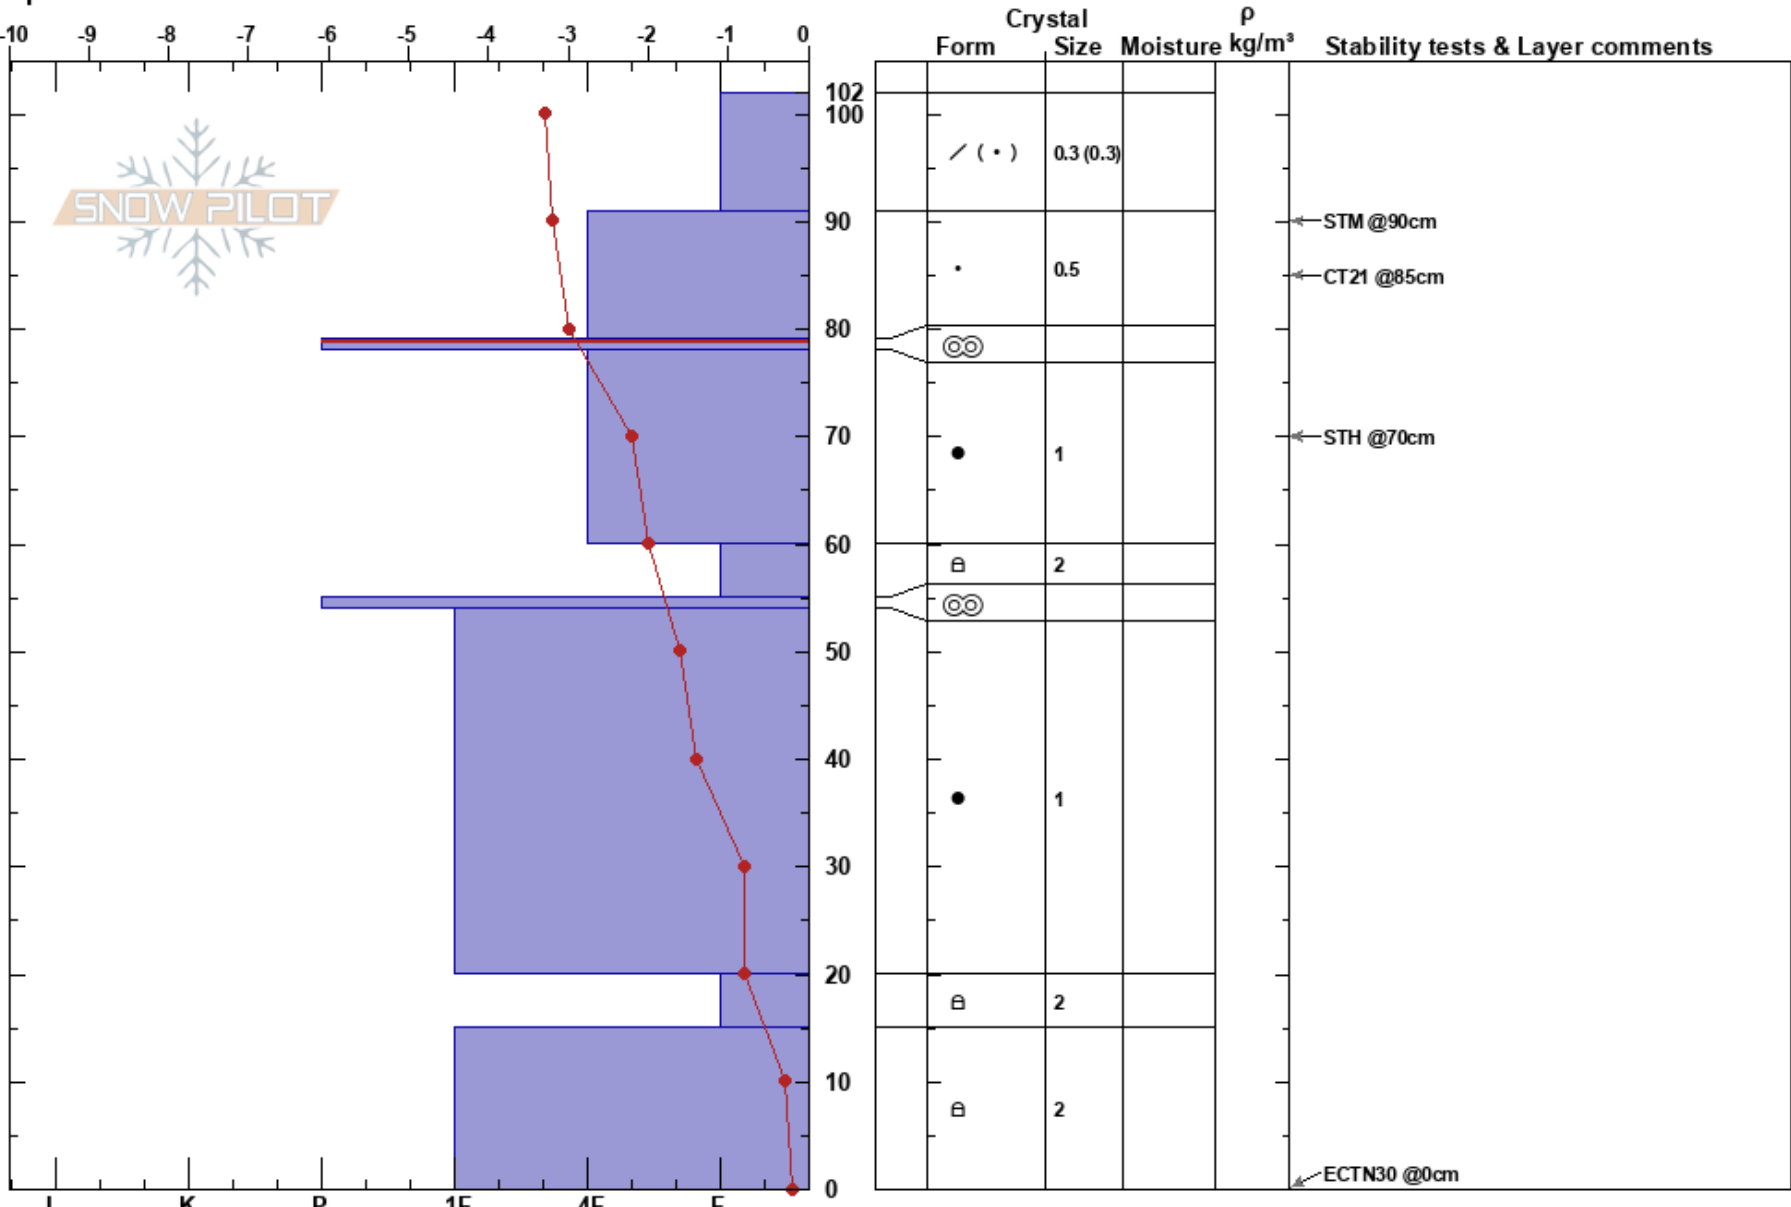 Crystal ρ
-10 -9 -8 -7 -6 -5 -4 -3 -2 -1 0 Form Size Moisture kg/m³ Stability tests & Layer comments
102
100
/ ( • ) 0.3 (0.3)
SNOW PILOT
90 STM @90cm
• 0.5
CT21 @85cm
80
70 STH @70cm
● 1
60
2
50
40
● 1
30
20
2
10
2
ECTN30 @0cm
0
I K P 1F 4F F